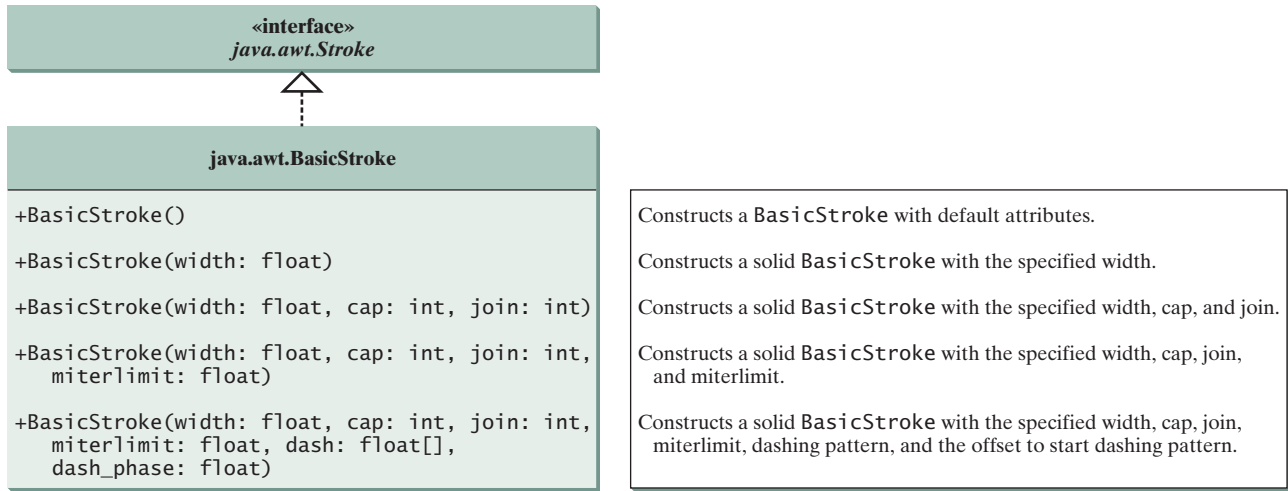 «interface»
java.awt.Stroke
java.awt.BasicStroke
+BasicStroke()
+BasicStroke(width: float)
+BasicStroke(width: float, cap: int, join: int)
+BasicStroke(width: float, cap: int, join: int,
miterlimit: float)
+BasicStroke(width: float, cap: int, join: int,
miterlimit: float, dash: float[],
dash_phase: float)
Constructs a BasicStroke with default attributes.
Constructs a solid BasicStroke with the specified width.
Constructs a solid BasicStroke with the specified width, cap, and join.
Constructs a solid BasicStroke with the specified width, cap, join,
and miterlimit.
Constructs a solid BasicStroke with the specified width, cap, join,
miterlimit, dashing pattern, and the offset to start dashing pattern.